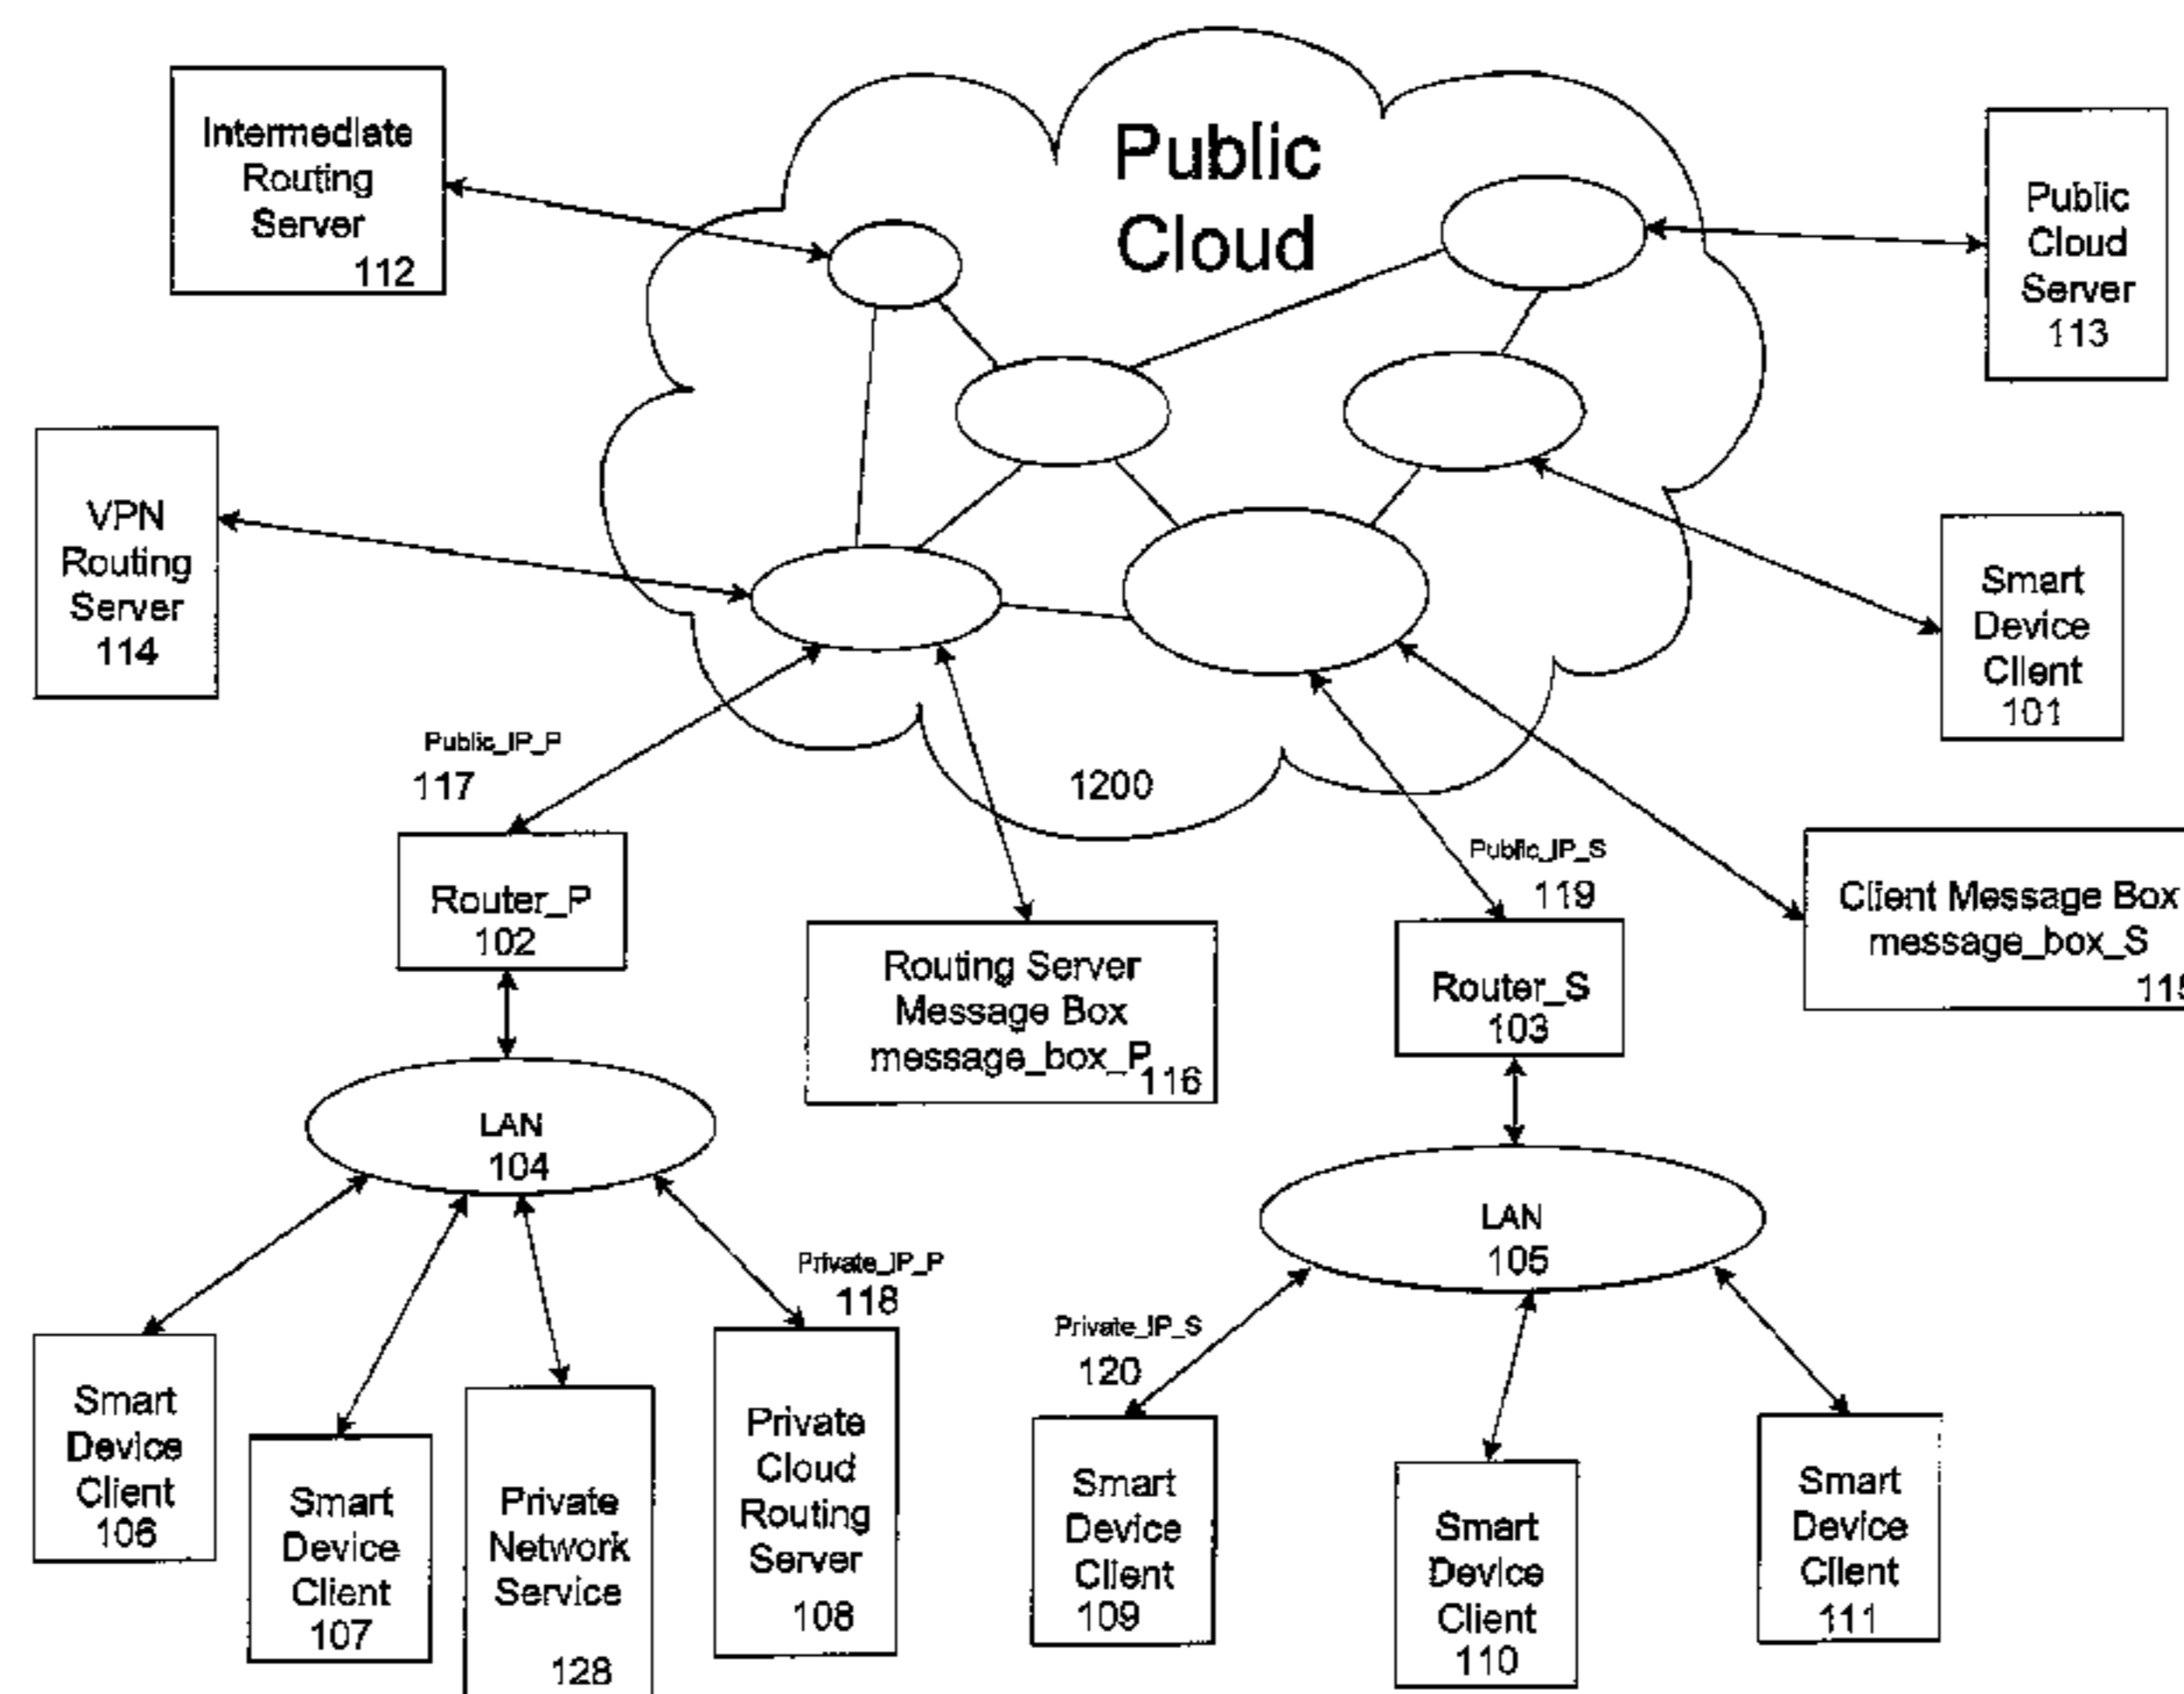 Public
Cloud
Intermediate
Routing
Server
112
Public
Cloud
Server
113
VPN
Routing
Server
114
Smart
Device
Client
101
Public_IP_P
117
1200
Router_P
102
Public_IP_S
119
Client Message Box
message_box_S
Routing Server
Message Box
message_box_P
116
Router_S
103
LAN
104
LAN
105
Private_IP_P
118
Private_IP_S
120
Smart
Device
Client
106
Smart
Device
Client
107
Private
Network
Service
128
Private
Cloud
Routing
Server
108
Smart
Device
Client
109
Smart
Device
Client
110
Smart
Device
Client
111